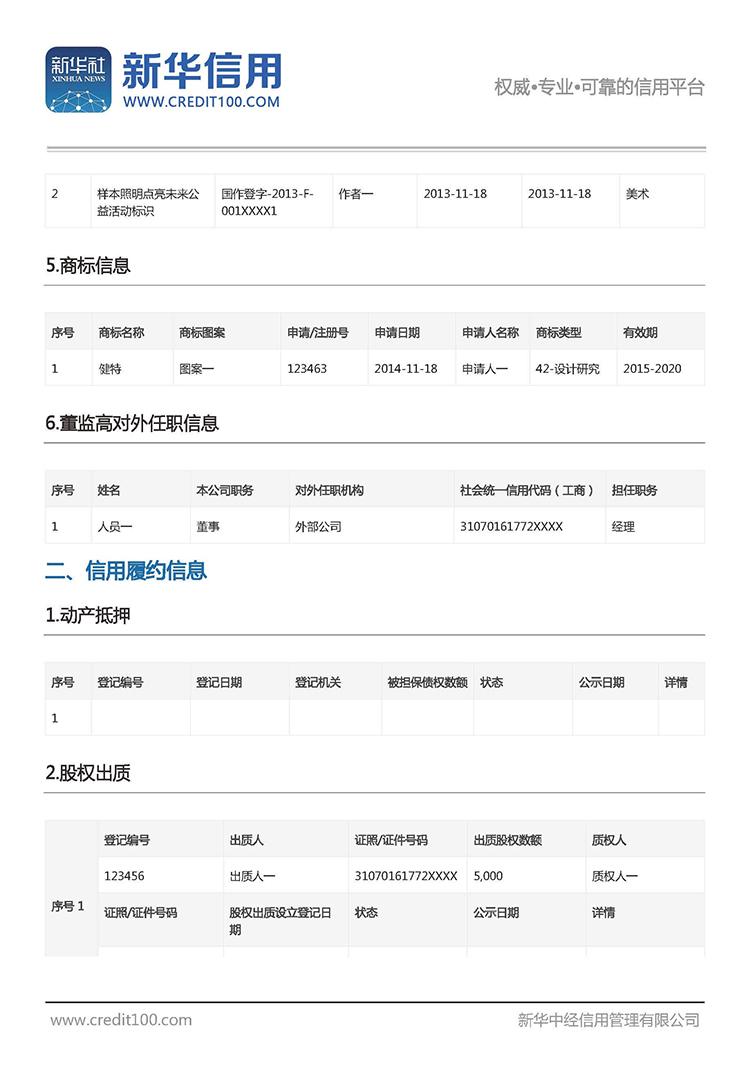 新华社
XINHUA NEWS
新华信用
WWW.CREDIT100.COM
权威•专业•可靠的信用平台
2 样本照明点亮未来公 国作登字-2013-F- 作者一 2013-11-18 2013-11-18 美术
益活动标识 001XXXX1
5.商标信息
序号 商标名称 商标图案 申请/注册号 申请日期 申请人名称 商标类型 有效期
1 健特 图案一 123463 2014-11-18 申请人一 42-设计研究 2015-2020
6.董监高对外任职信息
序号 姓名 本公司职务 对外任职机构 社会统一信用代码（工商） 担任职务
1 人员一 董事 外部公司 31070161772XXXX 经理
二、信用履约信息
1.动产抵押
序号 登记编号 登记日期 登记机关 被担保债权数额 状态 公示日期 详情
1
2.股权出质
登记编号 出质人 证照/证件号码 出质股权数额 质权人
123456 出质人一 31070161772XXXX 5,000 质权人一
序号 1 证照/证件号码 股权出质设立登记日 状态 公示日期 详情
期
www.credit100.com 新华中经信用管理有限公司